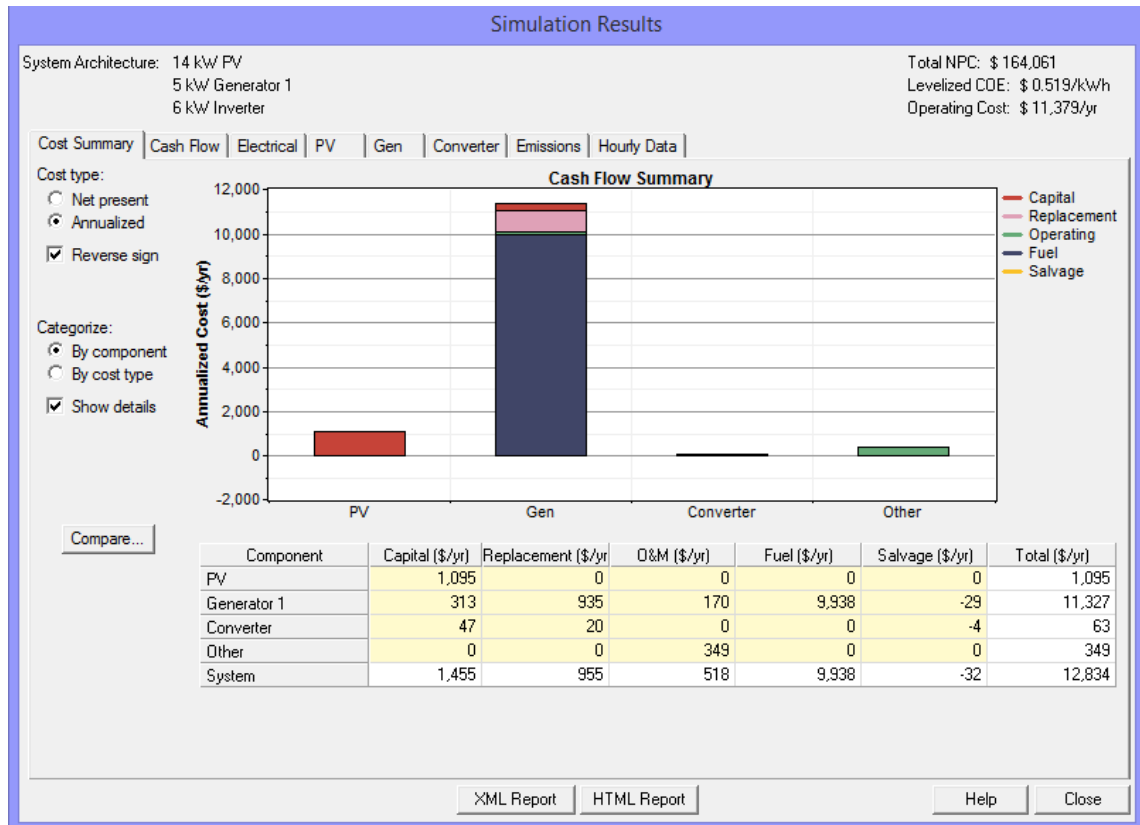 Simulation Results
System Architecture: 14 kW PV
5 kW Generator 1
6 kW Inverter
Total NPC: $ 164,061
Levelized COE: $ 0.519/kWh
Operating Cost: $ 11,379/yr
Cost Summary Cash Flow Electrical PV Gen Converter Emissions Hourly Data
Cost type:
Net present
Annualized
Reverse sign
Categorize:
By component
By cost type
Show details
Compare...
Cash Flow Summary
Annualized Cost ($/yr)
12,000
10,000
8,000
6,000
4,000
2,000
0
-2,000
PV Gen Converter Other
Capital
Replacement
Operating
Fuel
Salvage
Component Capital ($/yr) Replacement ($/yr O&M ($/yr) Fuel ($/yr) Salvage ($/yr) Total ($/yr)
PV 1,095 0 0 0 0 1,095
Generator 1 313 935 170 9,938 -29 11,327
Converter 47 20 0 0 -4 63
Other 0 0 349 0 0 349
System 1,455 955 518 9,938 -32 12,834
XML Report HTML Report Help Close